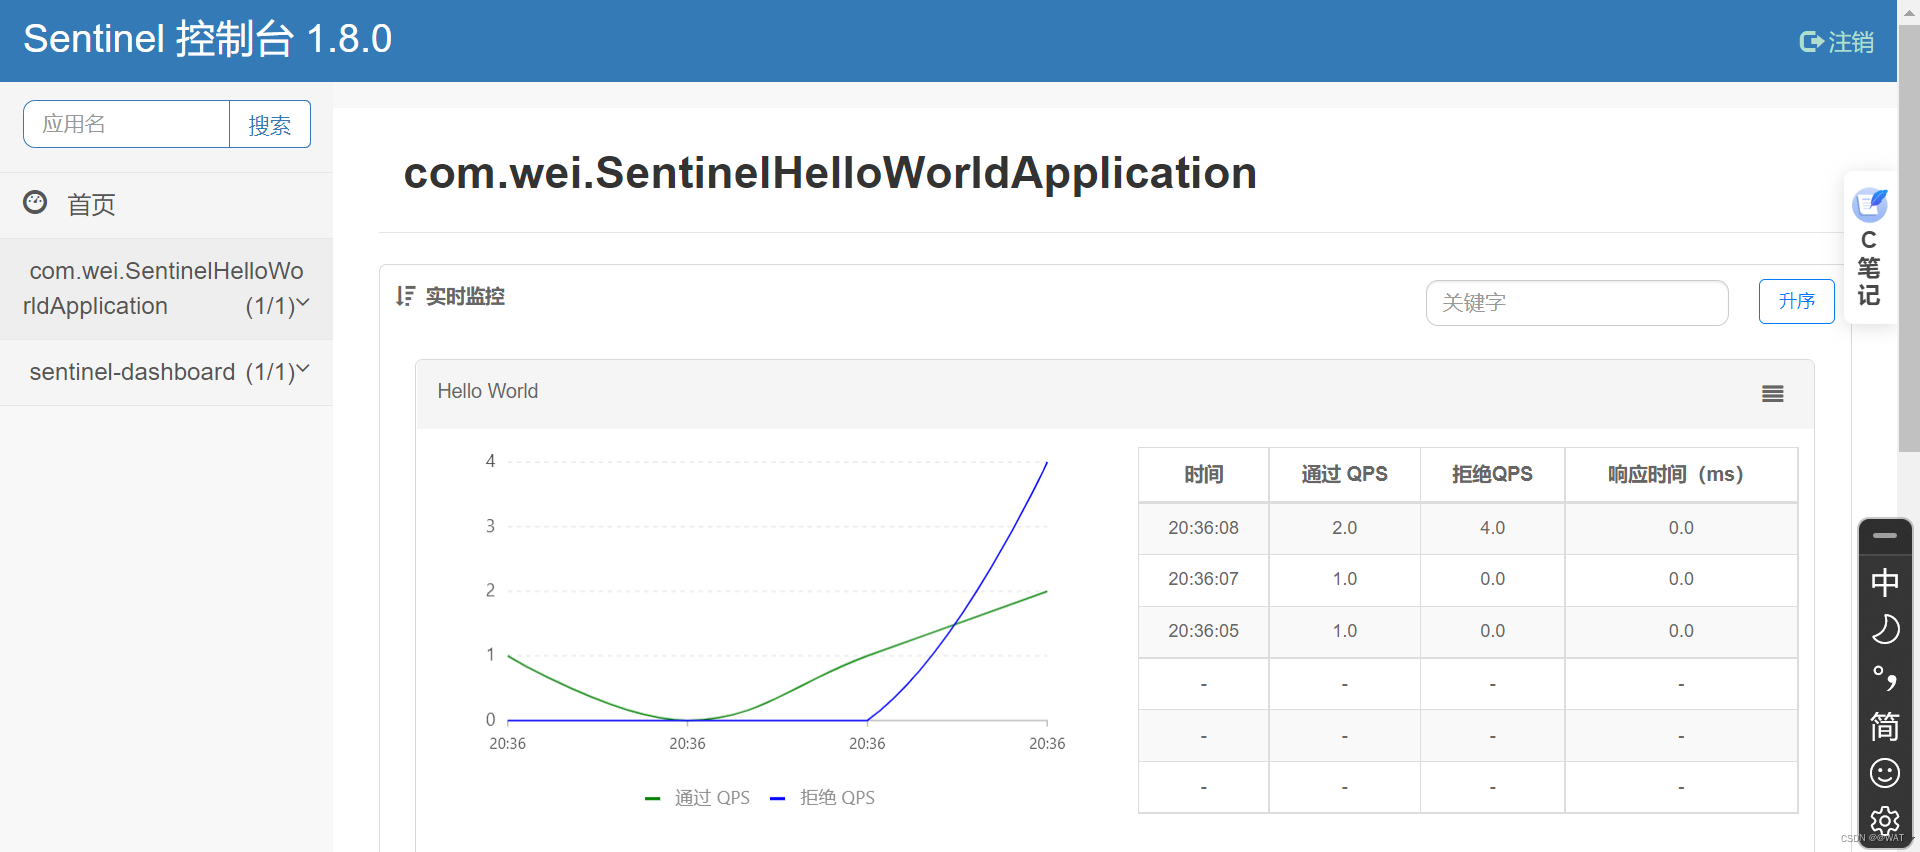 Sentinel 控制台 1.8.0
注销
应用名
搜索
首页
com.wei.SentinelHelloWo
rldApplication (1/1)
sentinel-dashboard (1/1)
com.wei.SentinelHelloWorldApplication
实时监控
关键字
升序
Hello World
4
3
2
1
0
20:36 20:36 20:36 20:36
通过 QPS 拒绝 QPS
时间 通过 QPS 拒绝QPS 响应时间（ms）
20:36:08 2.0 4.0 0.0
20:36:07 1.0 0.0 0.0
20:36:05 1.0 0.0 0.0
- - - -
- - - -
- - - -
C
笔
记
中
°,
简
CSDN @@WAT